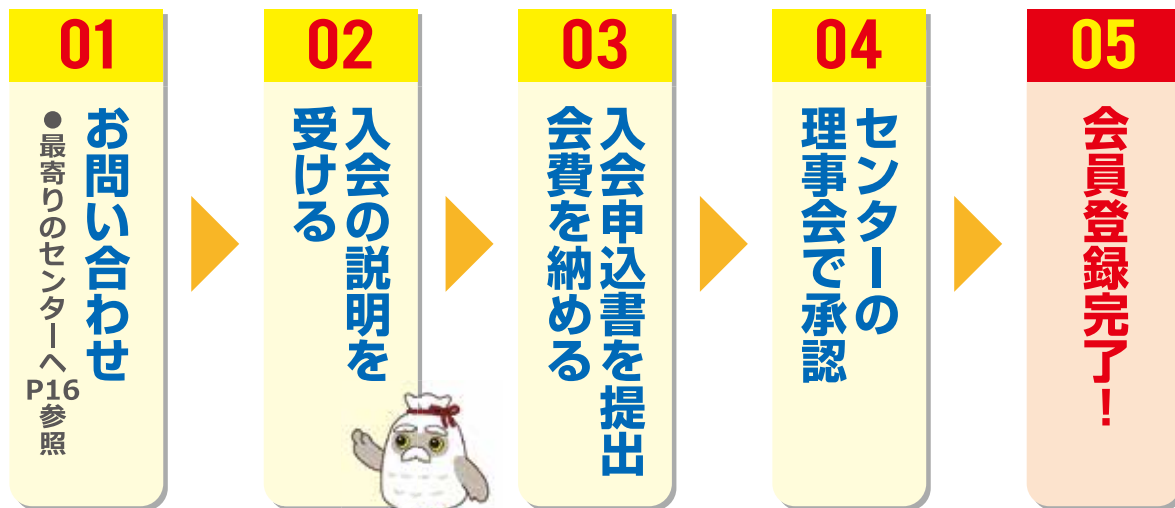 01
お問い合わせ
●最寄りのセンターへ
P16参照
02
入会の説明を
受ける
03
入会申込書を提出
会費を納める
04
センターの
理事会で承認
05
会員登録完了！